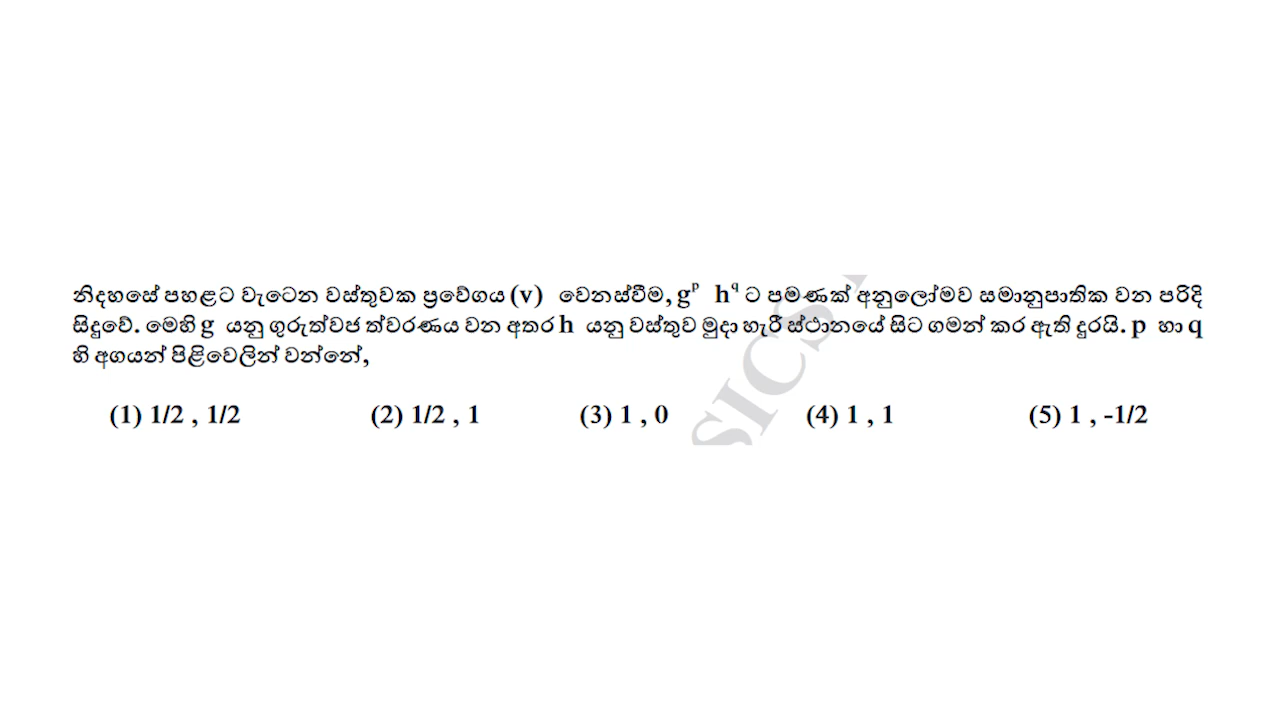 නිදහසේ පහළට වැටෙන වස්තුවක ප්‍රවේගය (v) වෙනස්වීම, gᵖ h^q ට පමණක් අනුලෝමව සමානුපාතික වන පරිදි
සිදුවේ. මෙහි g යනු ගුරුත්වජ ත්වරණය වන අතර h යනු වස්තුව මුදා හැරී ස්ථානයේ සිට ගමන් කර ඇති දුරයි. p හා q
හි අගයන් පිළිවෙලින් වන්නේ,
(1) 1/2 , 1/2 (2) 1/2 , 1 (3) 1 , 0 (4) 1 , 1 (5) 1 , -1/2
SICS